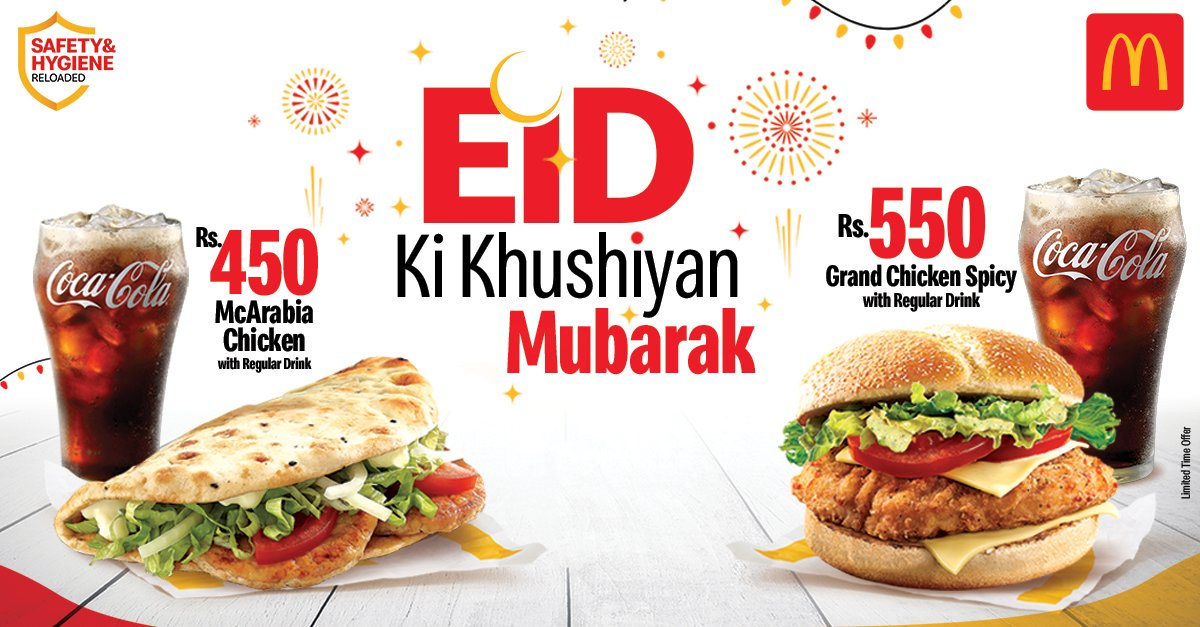 SAFETY&
HYGIENE
RELOADED
EiD
Ki Khushiyan
Mubarak
Rs.450
McArabia
Chicken
with Regular Drink
Coca-Cola
Rs.550
Grand Chicken Spicy
with Regular Drink
Coca-Cola
Limited Time Offer